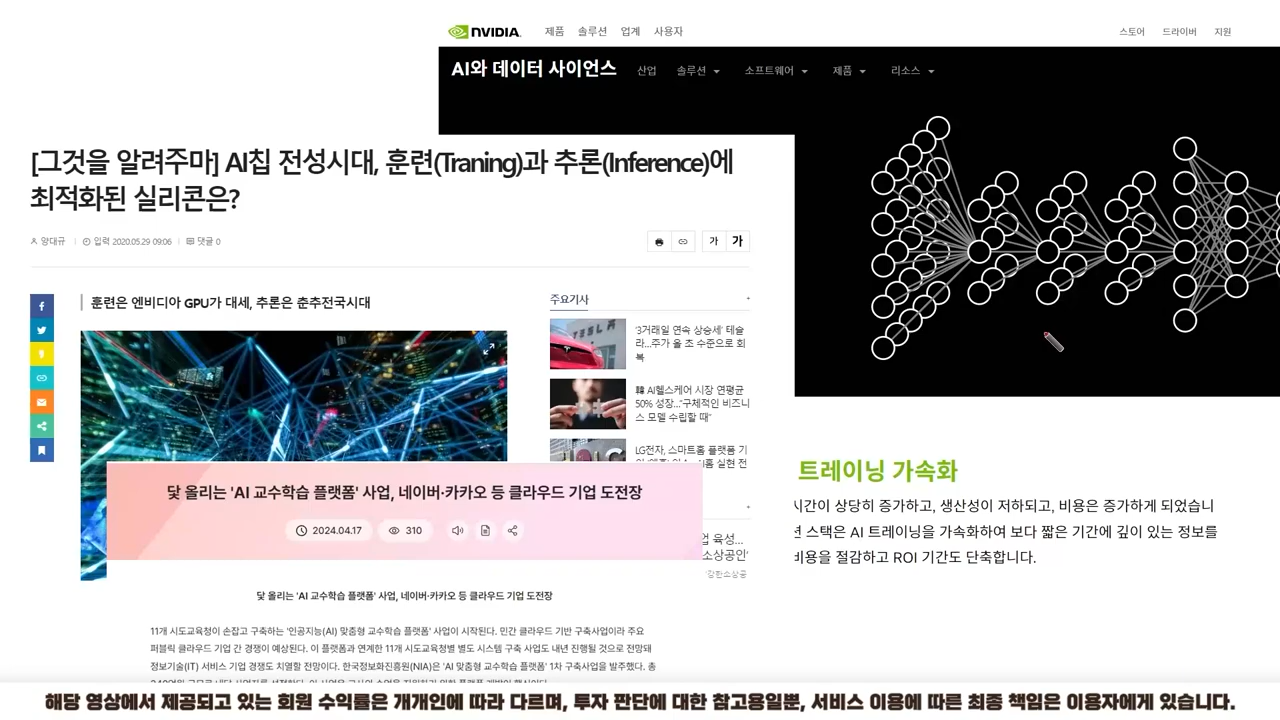 NVIDIA.
제품 솔루션 업계 사용자
스토어 드라이버 지원
AI와 데이터 사이언스 산업 솔루션 소프트웨어 제품 리소스
[그것을 알려주마] AI칩 전성시대, 훈련(Traning)과 추론(Inference)에
최적화된 실리콘은?
양대규 입력 2020.05.29 09:06 댓글 0
가 가
훈련은 엔비디아 GPU가 대세, 추론은 춘추전국시대
주요기사
TESLA
'3거래일 연속 상승세' 테슬
라...주가 올 초 수준으로 회
복
韓 AI헬스케어 시장 연평균
50% 성장..."구체적인 비즈니
스 모델 수립할 때"
LG전자, 스마트홈 플랫폼 기
닻 올리는 'AI 교수학습 플랫폼' 사업, 네이버·카카오 등 클라우드 기업 도전장
2024.04.17 310
업 육성...
소상공인'
'강한소상공
트레이닝 가속화
시간이 상당히 증가하고, 생산성이 저하되고, 비용은 증가하게 되었습니
스택은 AI 트레이닝을 가속화하여 보다 짧은 기간에 깊이 있는 정보를
비용을 절감하고 ROI 기간도 단축합니다.
닻 올리는 'AI 교수학습 플랫폼' 사업, 네이버·카카오 등 클라우드 기업 도전장
11개 시도교육청이 손잡고 구축하는 '인공지능(AI) 맞춤형 교수학습 플랫폼' 사업이 시작된다. 민간 클라우드 기반 구축사업이라 주요
퍼블릭 클라우드 기업 간 경쟁이 예상된다. 이 플랫폼과 연계한 11개 시도교육청별 별도 시스템 구축 사업도 내년 진행될 것으로 전망돼
정보기술(IT) 서비스 기업 경쟁도 치열할 전망이다. 한국정보화진흥원(NIA)은 'AI 맞춤형 교수학습 플랫폼' 1차 구축사업을 발주했다. 총
해당 영상에서 제공되고 있는 회원 수익률은 개개인에 따라 다르며, 투자 판단에 대한 참고용일뿐, 서비스 이용에 따른 최종 책임은 이용자에게 있습니다.